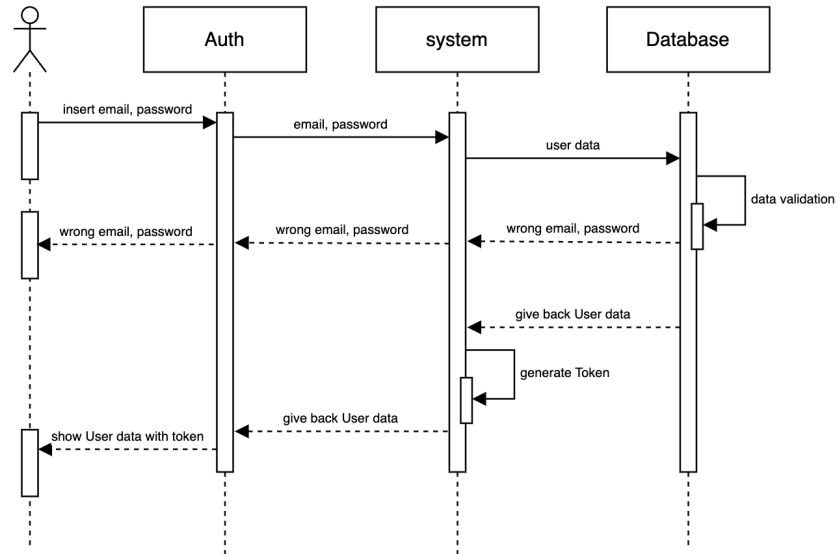 Auth
system
Database
insert email, password
email, password
user data
data validation
wrong email, password
wrong email, password
wrong email, password
give back User data
generate Token
give back User data
show User data with token